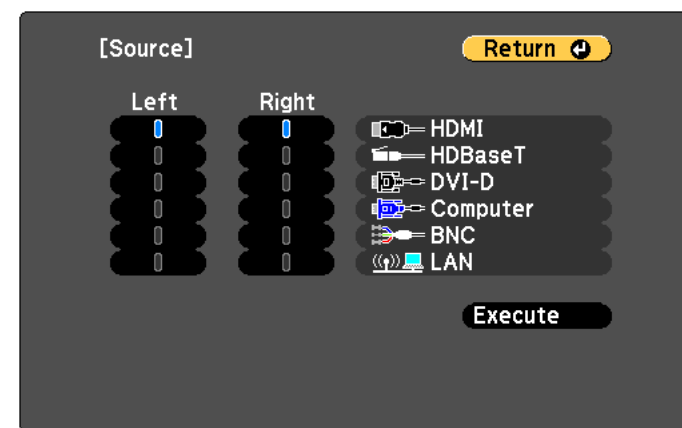 [Source] Return
Left Right
HDMI
HDBaseT
DVI-D
Computer
BNC
LAN
Execute